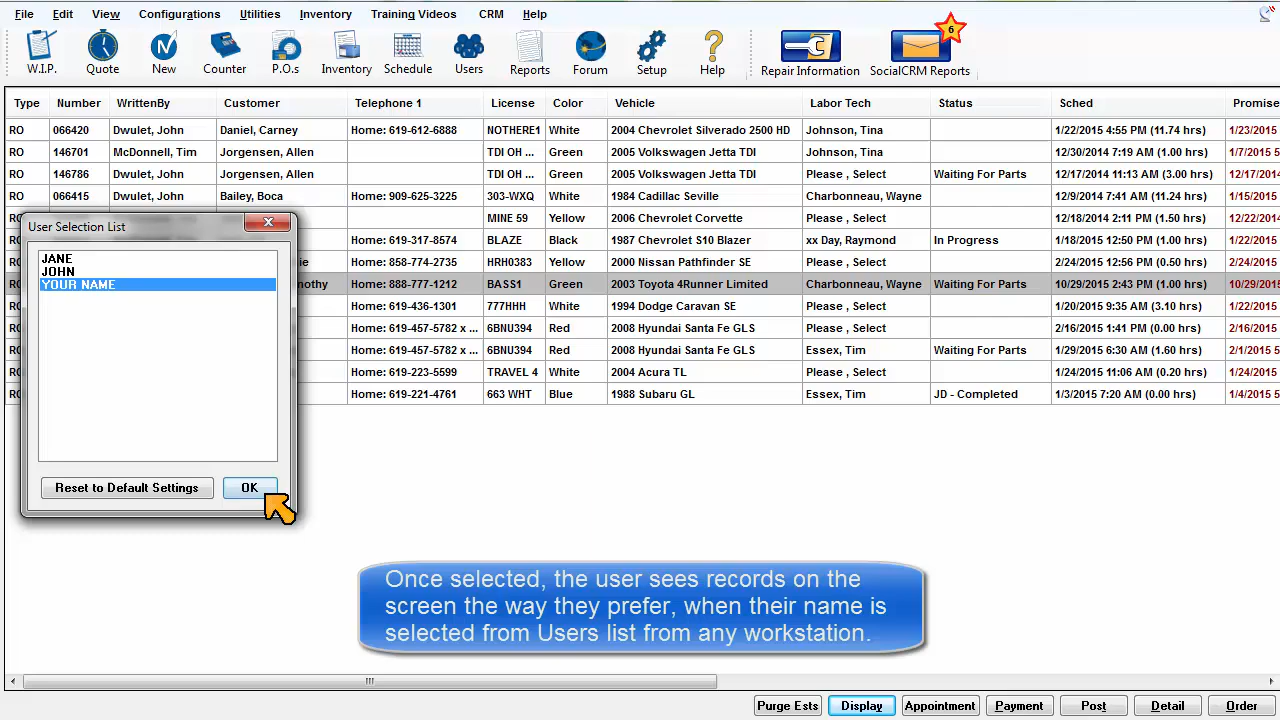 File Edit View Configurations Utilities Inventory Training Videos CRM Help
6
W.I.P. Quote New Counter P.O.s Inventory Schedule Users Reports Forum Setup Help Repair Information SocialCRM Reports
Type Number WrittenBy Customer Telephone 1 License Color Vehicle Labor Tech Status Sched Promise
RO 066420 Dwulet, John Daniel, Carney Home: 619-612-6888 NOTHERE1 White 2004 Chevrolet Silverado 2500 HD Johnson, Tina 1/22/2015 4:55 PM (11.74 hrs) 1/23/2015
RO 146701 McDonnell, Tim Jorgensen, Allen TDI OH ... Green 2005 Volkswagen Jetta TDI Johnson, Tina 12/30/2014 7:19 AM (1.00 hrs) 1/7/2015 5
RO 146786 Dwulet, John Jorgensen, Allen TDI OH ... Green 2005 Volkswagen Jetta TDI Please , Select Waiting For Parts 12/17/2014 11:13 AM (3.00 hrs) 12/17/2014
RO 066415 Dwulet, John Bailey, Boca Home: 909-625-3225 303-WXQ White 1984 Cadillac Seville Charbonneau, Wayne 12/9/2014 7:41 AM (11.24 hrs) 1/15/2015
MINE 59 Yellow 2006 Chevrolet Corvette Please , Select 12/18/2014 2:11 PM (1.50 hrs) 12/22/2014
Home: 619-317-8574 BLAZE Black 1987 Chevrolet S10 Blazer xx Day, Raymond In Progress 1/18/2015 12:50 PM (1.00 hrs) 1/22/2015
ie Home: 858-774-2735 HRH0383 Yellow 2000 Nissan Pathfinder SE Please , Select 2/24/2015 12:56 PM (0.50 hrs) 2/24/2015
nothy Home: 888-777-1212 BASS1 Green 2003 Toyota 4Runner Limited Charbonneau, Wayne Waiting For Parts 10/29/2015 2:43 PM (1.00 hrs) 10/29/2015
Home: 619-436-1301 777HHH White 1994 Dodge Caravan SE Please , Select 1/20/2015 9:35 AM (3.10 hrs) 1/22/2015
Home: 619-457-5782 x ... 6BNU394 Red 2008 Hyundai Santa Fe GLS Please , Select 2/16/2015 1:41 PM (0.00 hrs) 2/16/2015
Home: 619-457-5782 x ... 6BNU394 Red 2008 Hyundai Santa Fe GLS Essex, Tim Waiting For Parts 1/29/2015 6:30 AM (1.60 hrs) 2/1/2015 5
Home: 619-223-5599 TRAVEL 4 White 2004 Acura TL Please , Select 1/24/2015 11:06 AM (0.20 hrs) 1/24/2015
Home: 619-221-4761 663 WHT Blue 1988 Subaru GL Essex, Tim JD - Completed 1/3/2015 7:20 AM (0.00 hrs) 1/4/2015 5
User Selection List
JANE
JOHN
YOUR NAME
Reset to Default Settings OK
Once selected, the user sees records on the
screen the way they prefer, when their name is
selected from Users list from any workstation.
Purge Ests Display Appointment Payment Post Detail Order